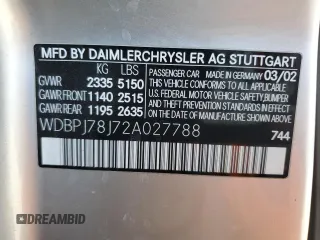 MFD BY DAIMLERCHRYSLER AG STUTTGART
KG LBS MADE IN GERMANY 03/02
GVWR 2335 5150 THIS VEHICLE CONFORMS TO ALL APPLICABLE
GAWR FRONT 1140 2515 U.S. FEDERAL MOTOR VEHICLE SAFETY, BUMPER
GAWR REAR 1195 2635 AND THEFT PREVENTION STANDARDS IN EFFECT
ON THE DATE OF MANUFACTURE SHOWN ABOVE
WDBPJ78J72A027788 744
DREAMBID